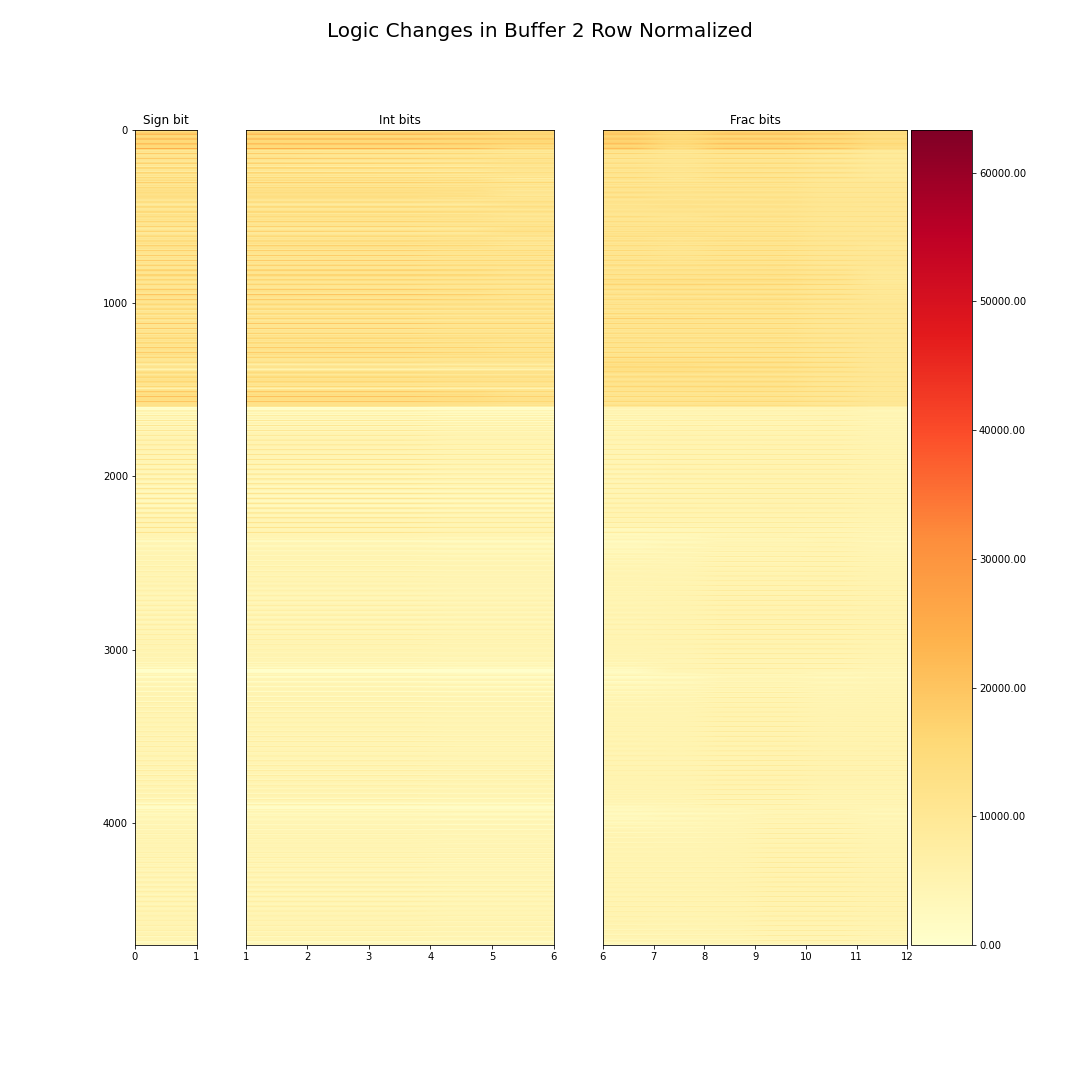 Logic Changes in Buffer 2 Row Normalized
Sign bit
Int bits
Frac bits
0
1000
2000
3000
4000
0 1
1 2 3 4 5 6
6 7 8 9 10 11 12
60000.00
50000.00
40000.00
30000.00
20000.00
10000.00
0.00